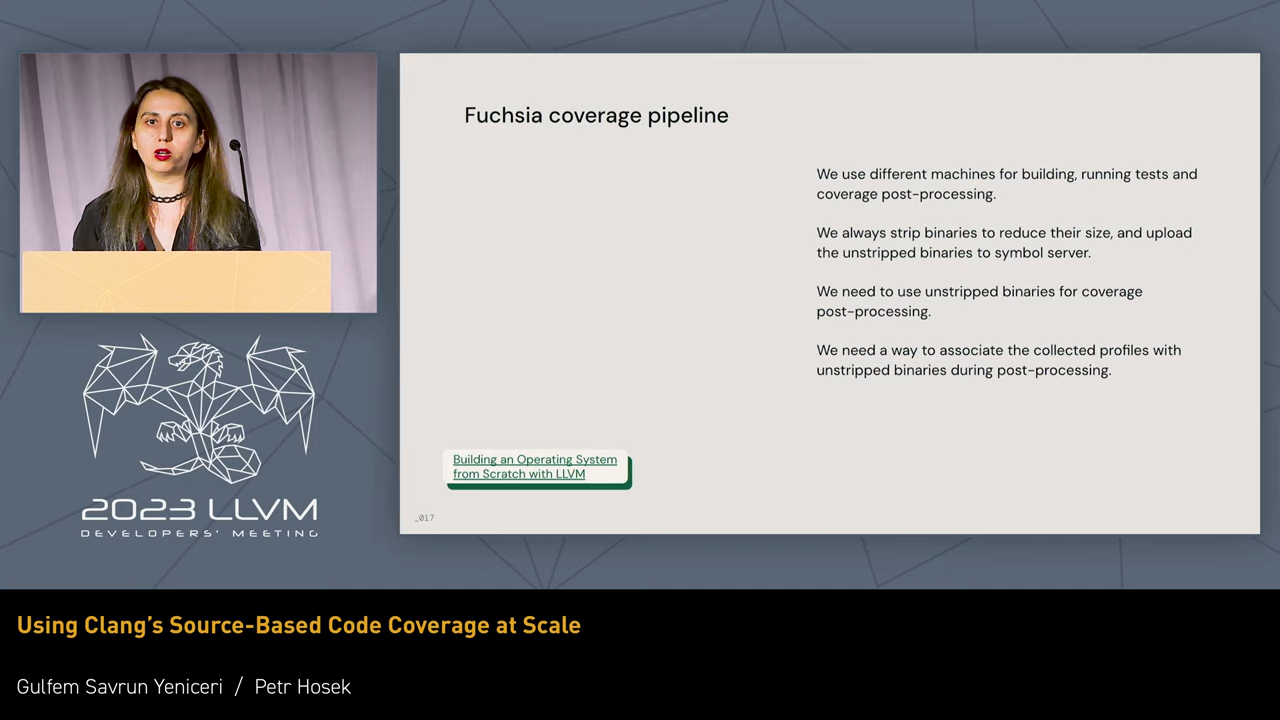 Fuchsia coverage pipeline
We use different machines for building, running tests and
coverage post-processing.
We always strip binaries to reduce their size, and upload
the unstripped binaries to symbol server.
We need to use unstripped binaries for coverage
post-processing.
We need a way to associate the collected profiles with
unstripped binaries during post-processing.
Building an Operating System
from Scratch with LLVM
_017
2023 LLVM
DEVELOPERS' MEETING
Using Clang’s Source-Based Code Coverage at Scale
Gulfem Savrun Yeniceri / Petr Hosek